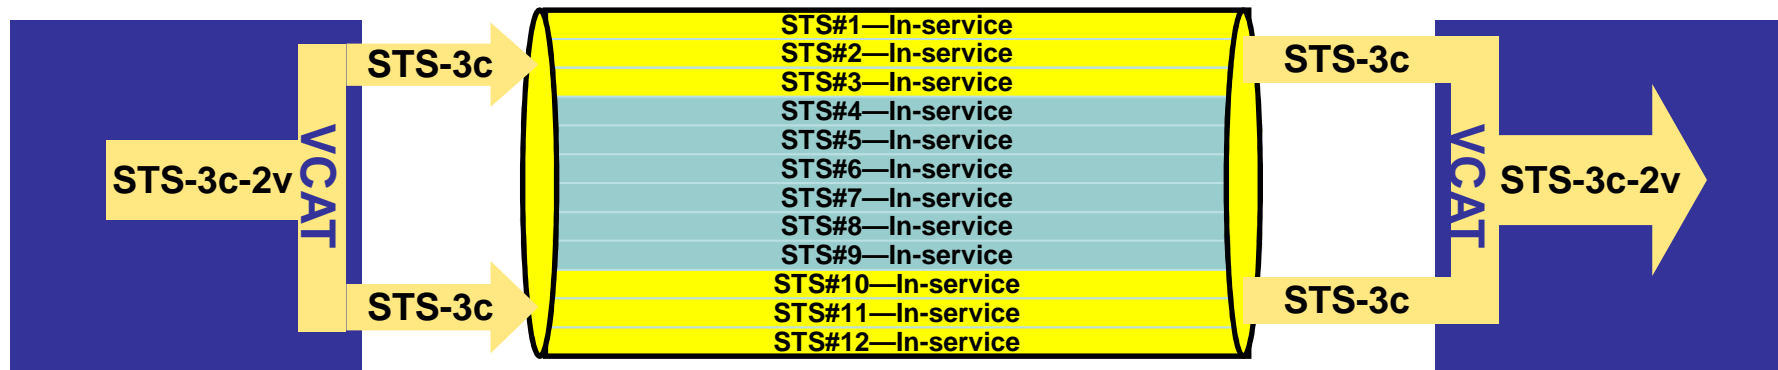 STS-3c-2v
VCAT
STS-3c
STS-3c
STS#1—In-service
STS#2—In-service
STS#3—In-service
STS#4—In-service
STS#5—In-service
STS#6—In-service
STS#7—In-service
STS#8—In-service
STS#9—In-service
STS#10—In-service
STS#11—In-service
STS#12—In-service
STS-3c
STS-3c
VCAT
STS-3c-2v